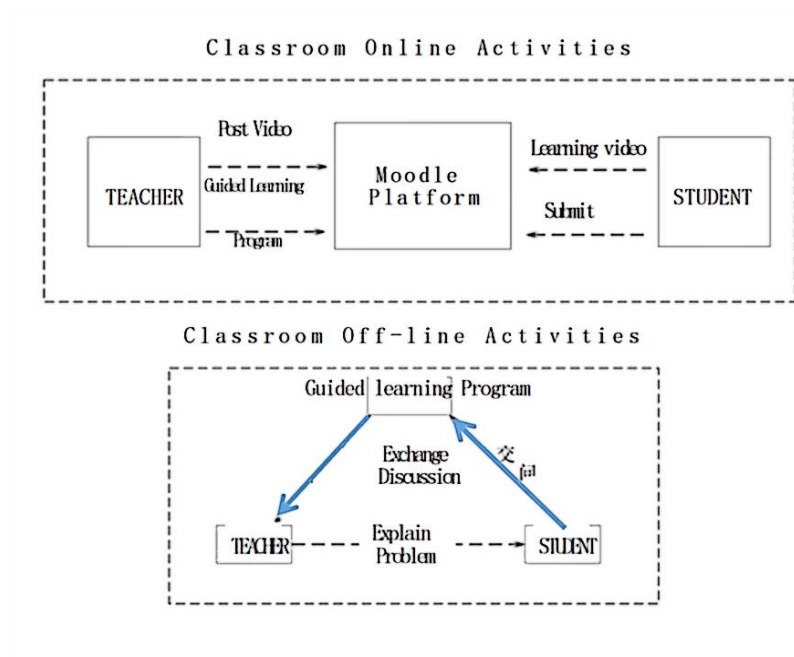 Classroom Online Activities
Post Video
Learning video
TEACHER
Guided Learning
Moodle
Platform
STUDENT
Submit
Program
Classroom Off-line Activities
Guided learning Program
Exchange
Discussion
交
问
TEACHER
Explain
Problem
STUDENT